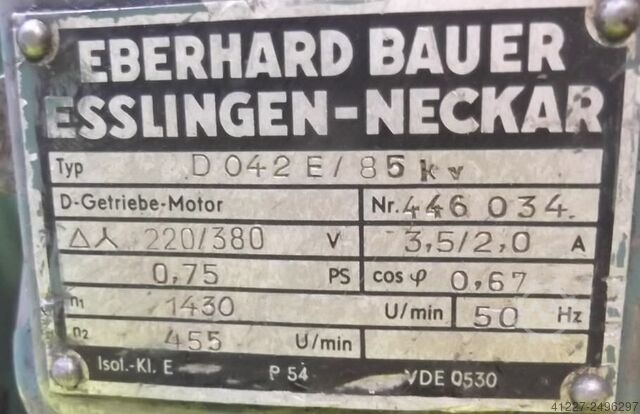 EBERHARD BAUER
ESSLINGEN-NECKAR
Typ D 042 E / 85 kv
D-Getriebe-Motor Nr. 446 034.
△ ⅄ 220/380 V 3,5/2,0 A
0,75 PS cos φ 0,67
n₁ 1430 U/min 50 Hz
n₂ 455 U/min
Isol.-Kl. E P 54 VDE 0530
41227-2496297